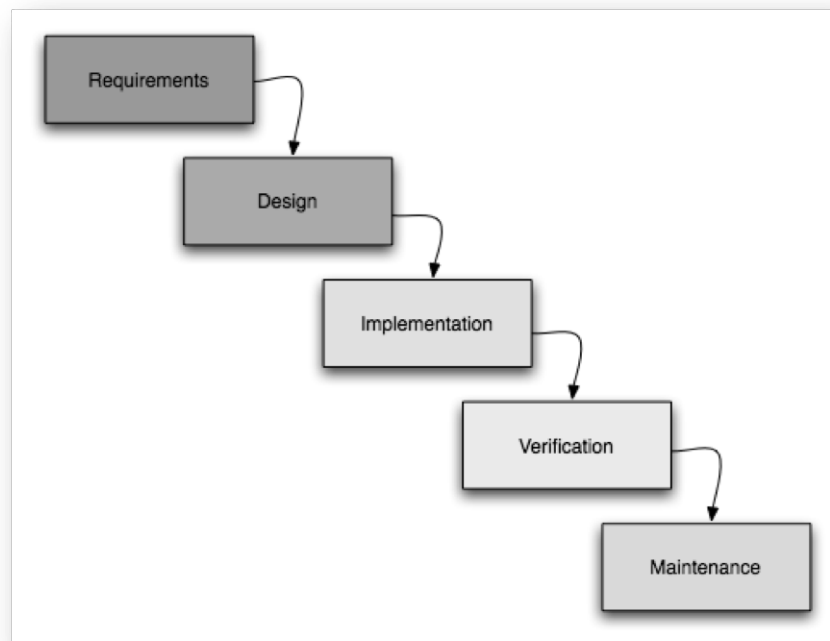 Requirements
Design
Implementation
Verification
Maintenance